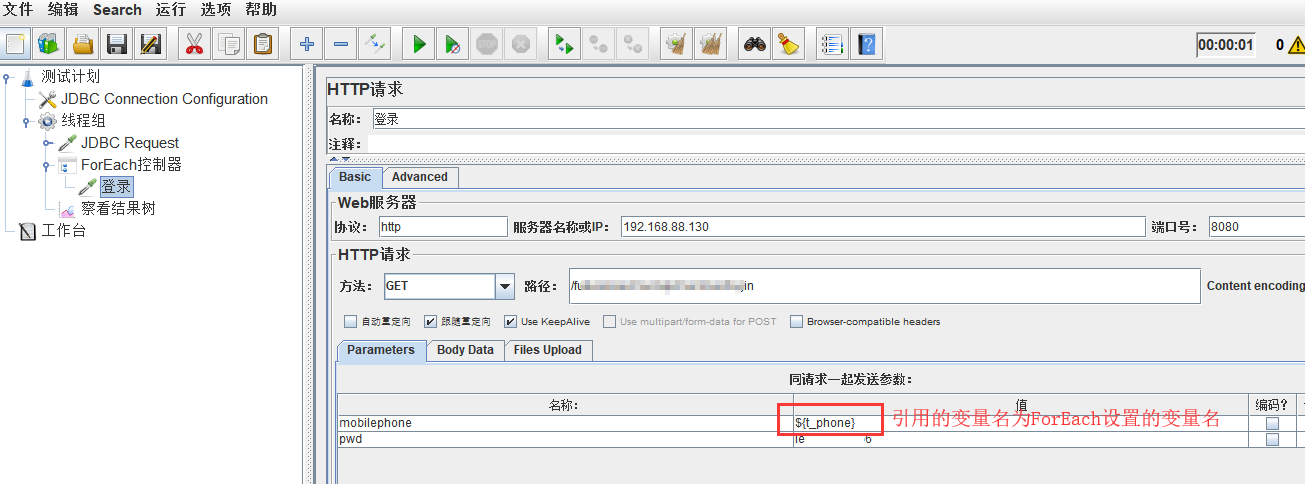 文件 编辑 Search 运行 选项 帮助
00:00:01 0
测试计划
JDBC Connection Configuration
线程组
JDBC Request
ForEach控制器
登录
察看结果树
工作台
HTTP请求
名称: 登录
注释:
Basic Advanced
Web服务器
协议: http 服务器名称或IP: 192.168.88.130 端口号: 8080
HTTP请求
方法: GET 路径: Content encoding
自动重定向 跟随重定向 Use KeepAlive Use multipart/form-data for POST Browser-compatible headers
Parameters Body Data Files Upload
同请求一起发送参数:
名称: 值 编码?
mobilephone ${t_phone} 引用的变量名为ForEach设置的变量名
pwd